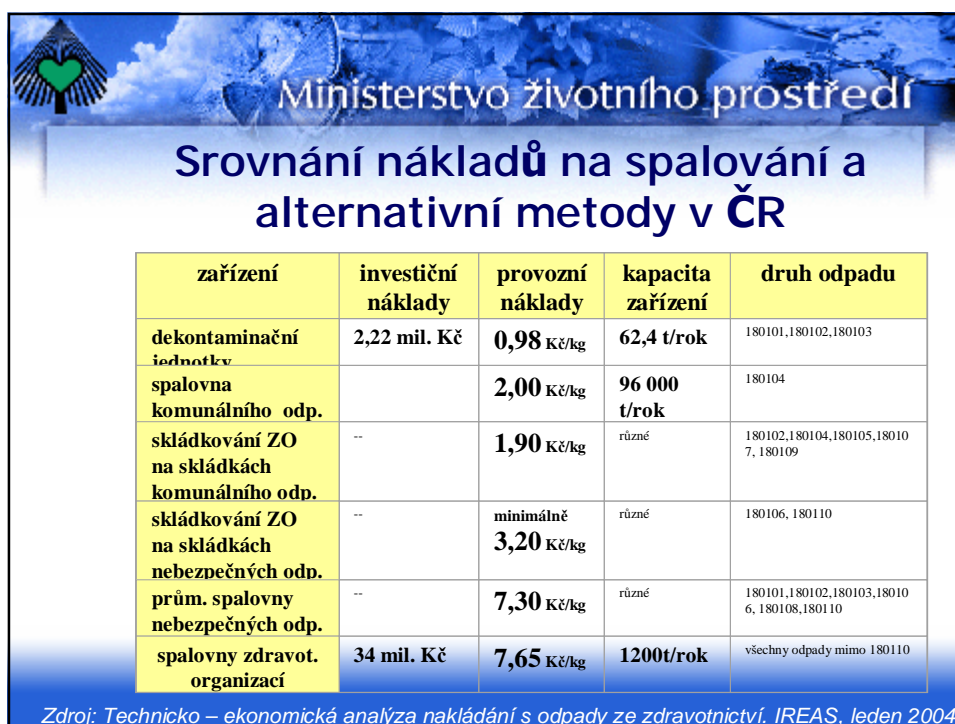 Ministerstvo životního prostředí
Srovnání nákladů na spalování a
alternativní metody v ČR
zařízení
investiční
náklady
provozní
náklady
kapacita
zařízení
druh odpadu
dekontaminační
jednotky
2,22 mil. Kč
0,98 Kč/kg
62,4 t/rok
180101,180102,180103
spalovna
komunálního odp.
2,00 Kč/kg
96 000
t/rok
180104
skládkování ZO
na skládkách
komunálního odp.
--
1,90 Kč/kg
různé
180102,180104,180105,18010
7, 180109
skládkování ZO
na skládkách
nebezpečných odp.
--
minimálně
3,20 Kč/kg
různé
180106, 180110
prům. spalovny
nebezpečných odp.
--
7,30 Kč/kg
různé
180101,180102,180103,18010
6, 180108,180110
spalovny zdravot.
organizací
34 mil. Kč
7,65 Kč/kg
1200t/rok
všechny odpady mimo 180110
Zdroj: Technicko – ekonomická analýza nakládání s odpady ze zdravotnictví. IREAS, leden 2004